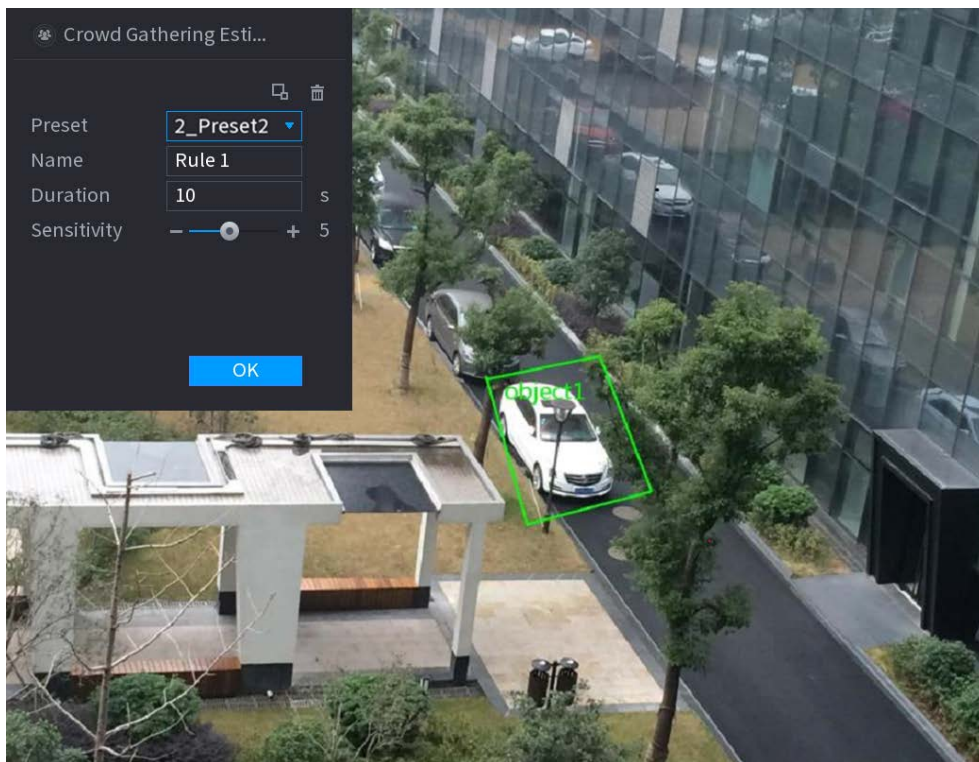 Crowd Gathering Esti...
Preset 2_Preset2
Name Rule 1
Duration 10 s
Sensitivity − + 5
OK
object1